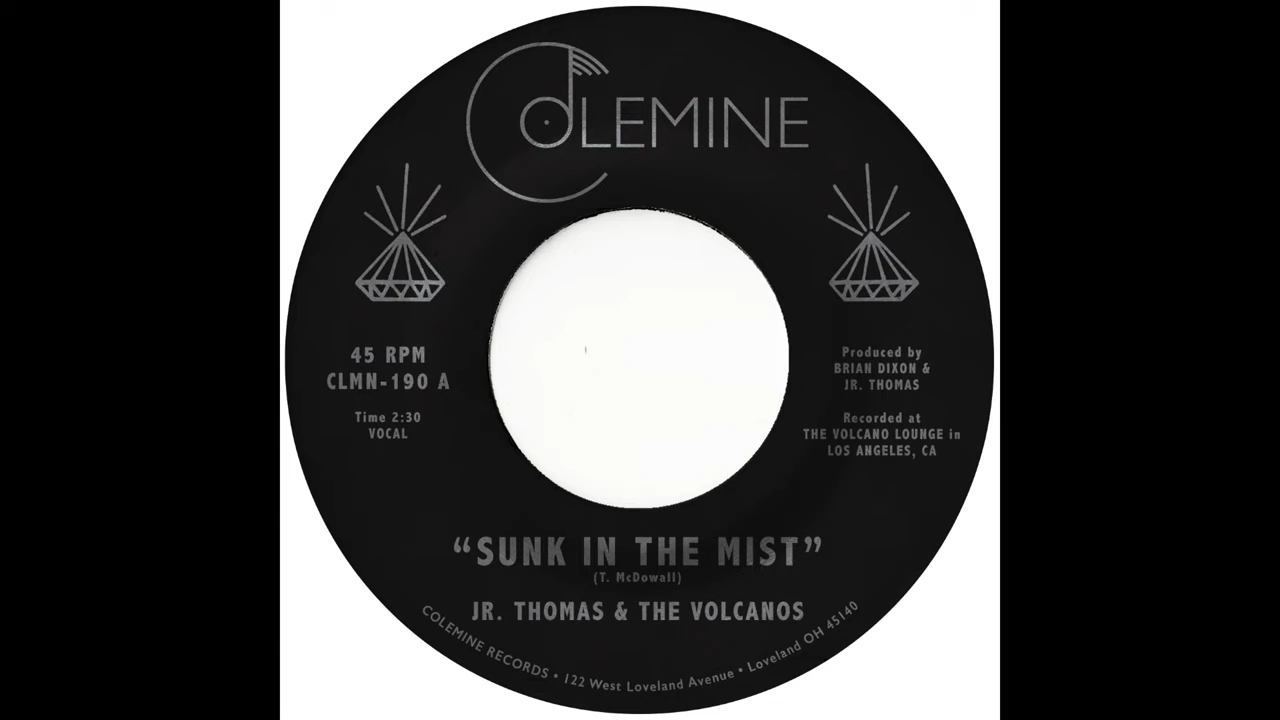 COLEMINE
45 RPM
CLMN-190 A
Time 2:30
VOCAL
Produced by
BRIAN DIXON &
JR. THOMAS
Recorded at
THE VOLCANO LOUNGE in
LOS ANGELES, CA
“SUNK IN THE MIST”
(T. McDowall)
JR. THOMAS & THE VOLCANOS
COLEMINE RECORDS • 122 West Loveland Avenue • Loveland OH 45140